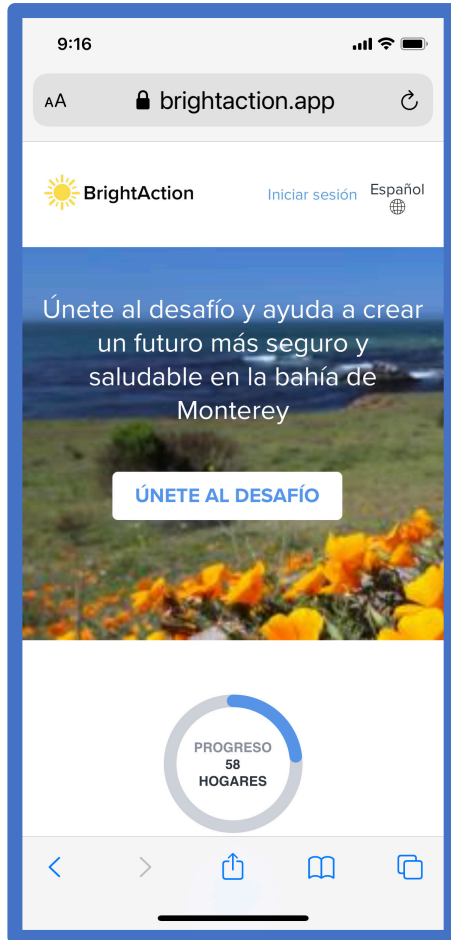 9:16
AA brightaction.app
BrightAction Iniciar sesión Español
Únete al desafío y ayuda a crear
un futuro más seguro y
saludable en la bahía de
Monterey
ÚNETE AL DESAFÍO
PROGRESO
58
HOGARES